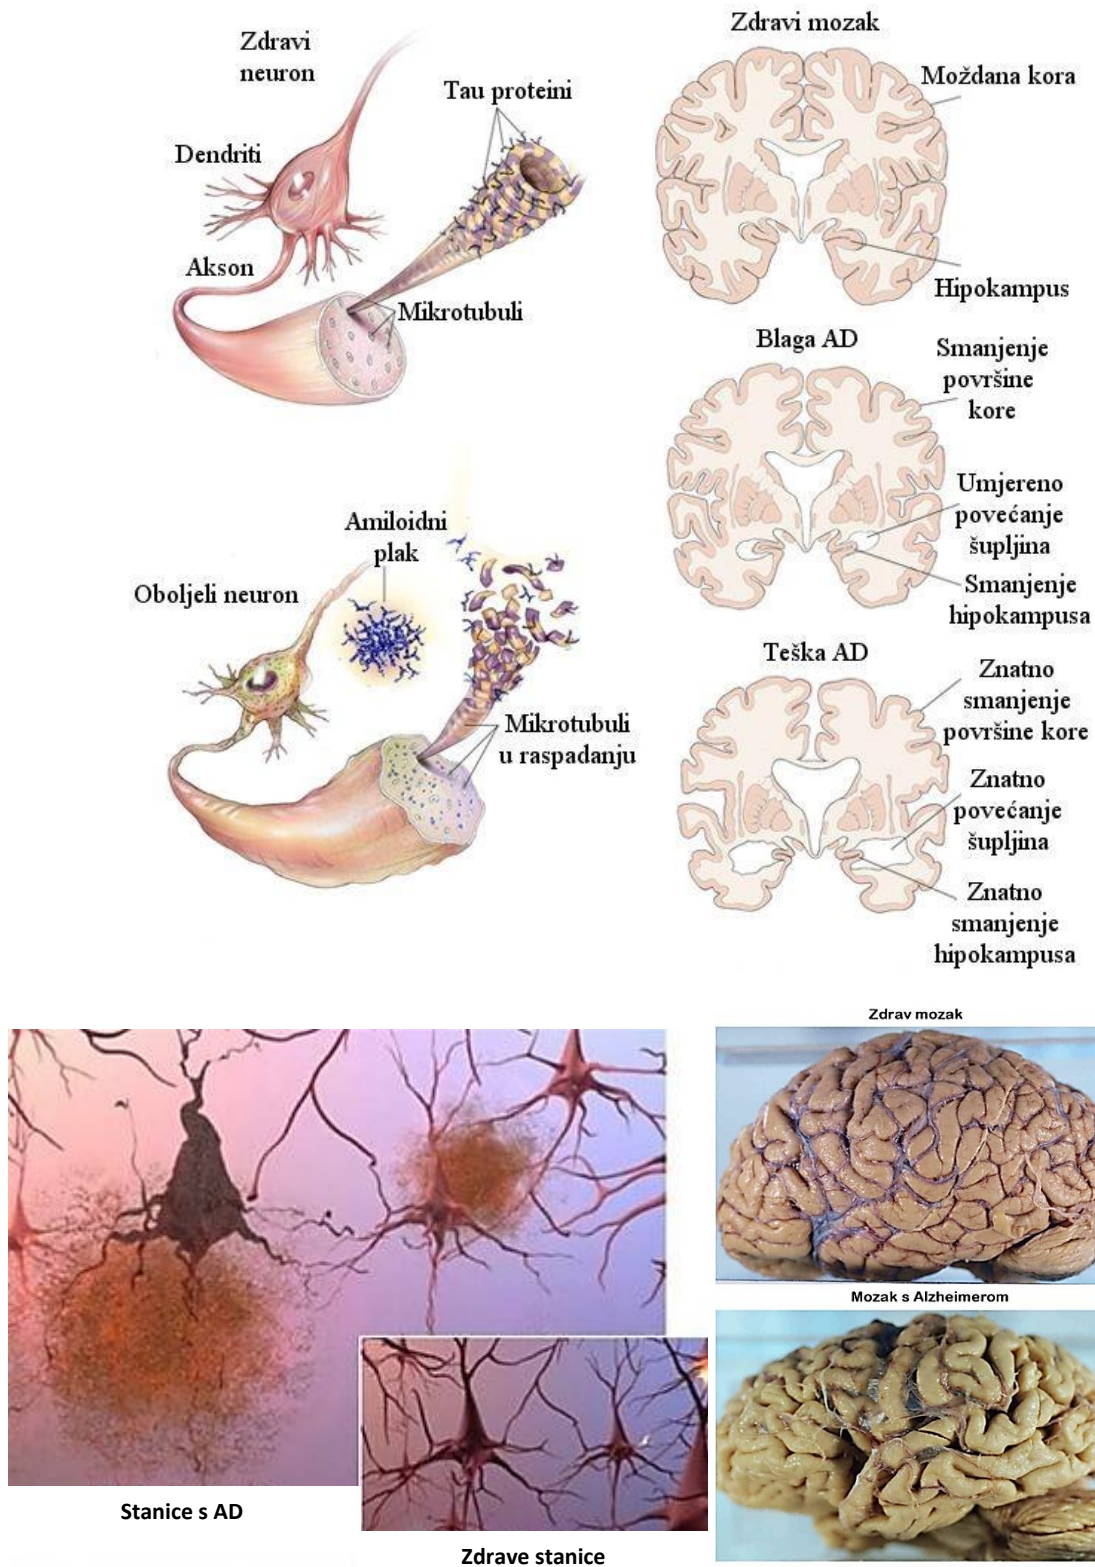 Zdravi
neuron
Tau proteini
Dendriti
Akson
Mikrotubuli
Zdravi mozak
Moždana kora
Hipokampus
Blaga AD
Smanjenje
površine
kore
Umjereno
povećanje
šupljina
Smanjenje
hipokampusa
Amiloidni
plak
Oboljeli neuron
Mikrotubuli
u raspadanju
Teška AD
Znatno
smanjenje
površine kore
Znatno
povećanje
šupljina
Znatno
smanjenje
hipokampusa
Zdrav mozak
Mozak s Alzheimerom
Stanice s AD
Zdrave stanice